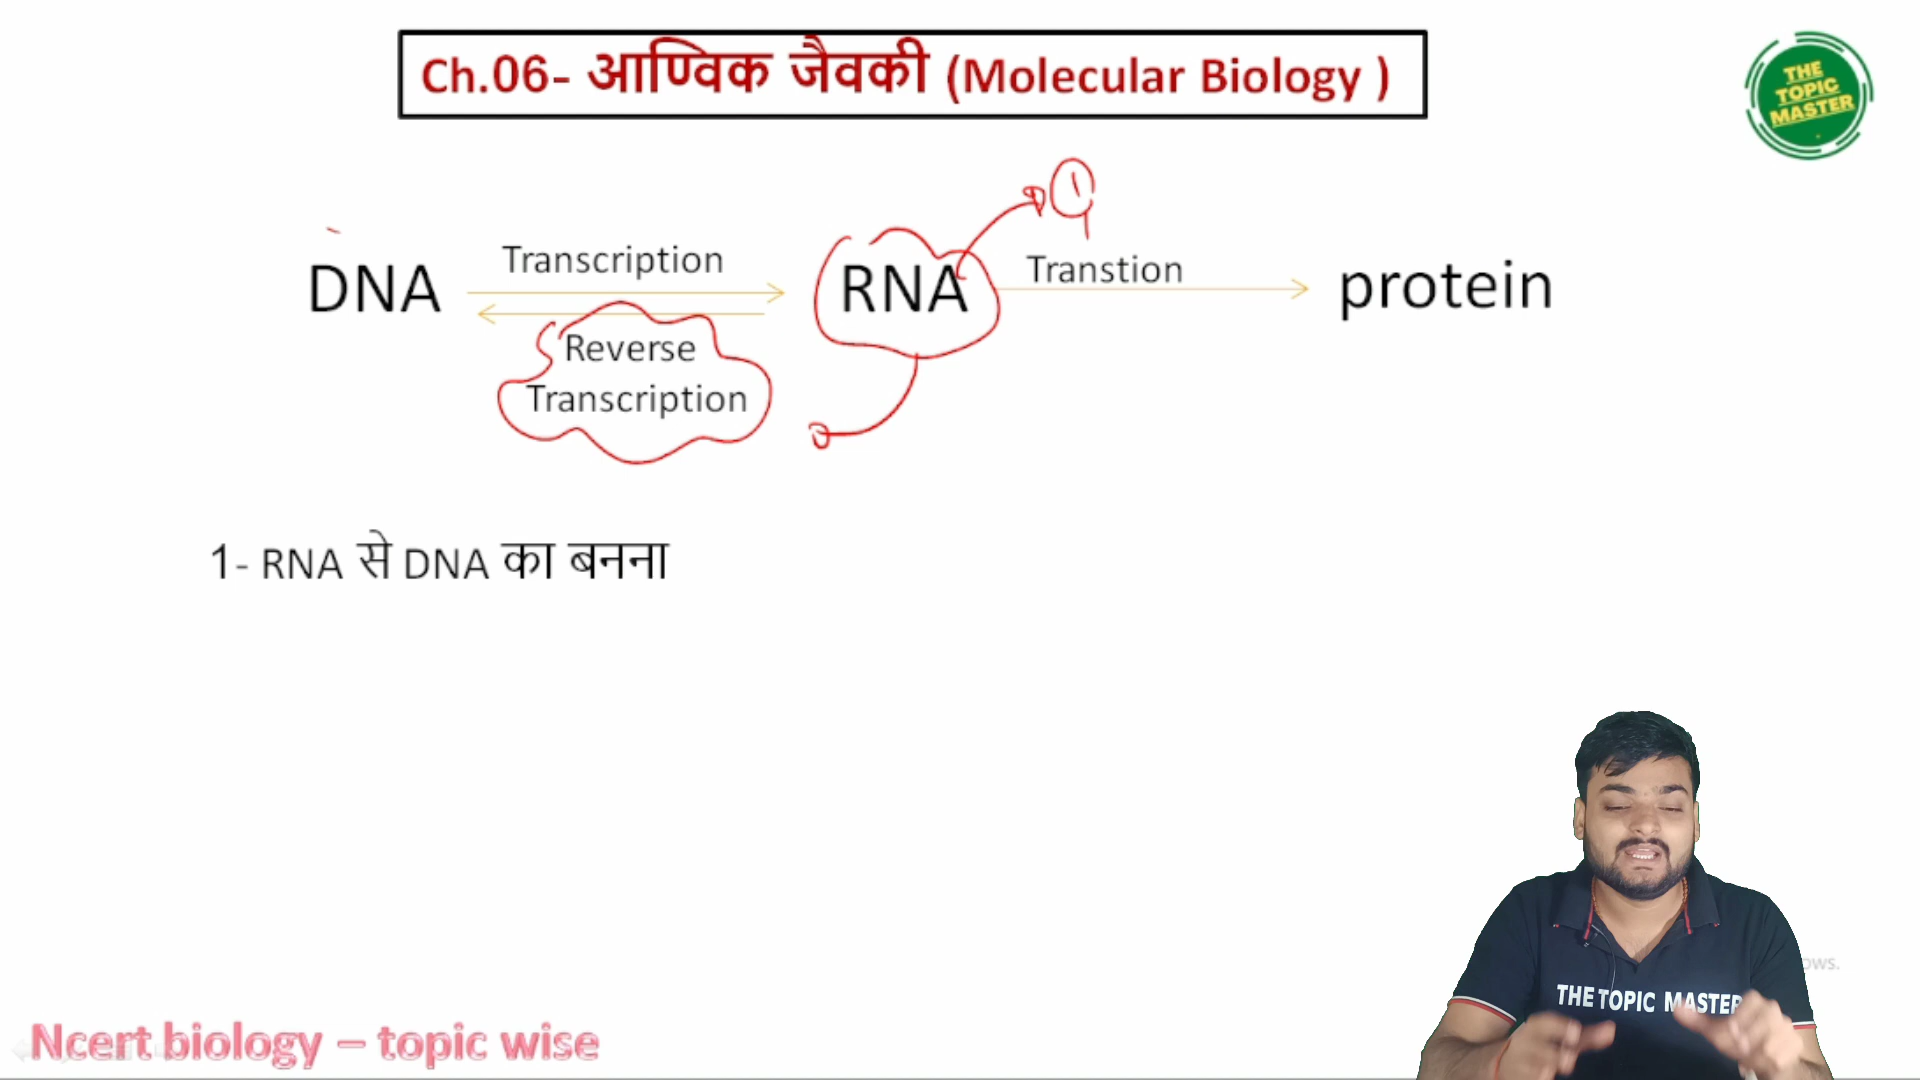 Ch.06- आण्विक जैवकी (Molecular Biology )
THE
TOPIC
MASTER
DNA
Transcription
Reverse
Transcription
RNA
1
Transtion
protein
1- RNA से DNA का बनना
THE TOPIC MASTER
Ncert biology – topic wise